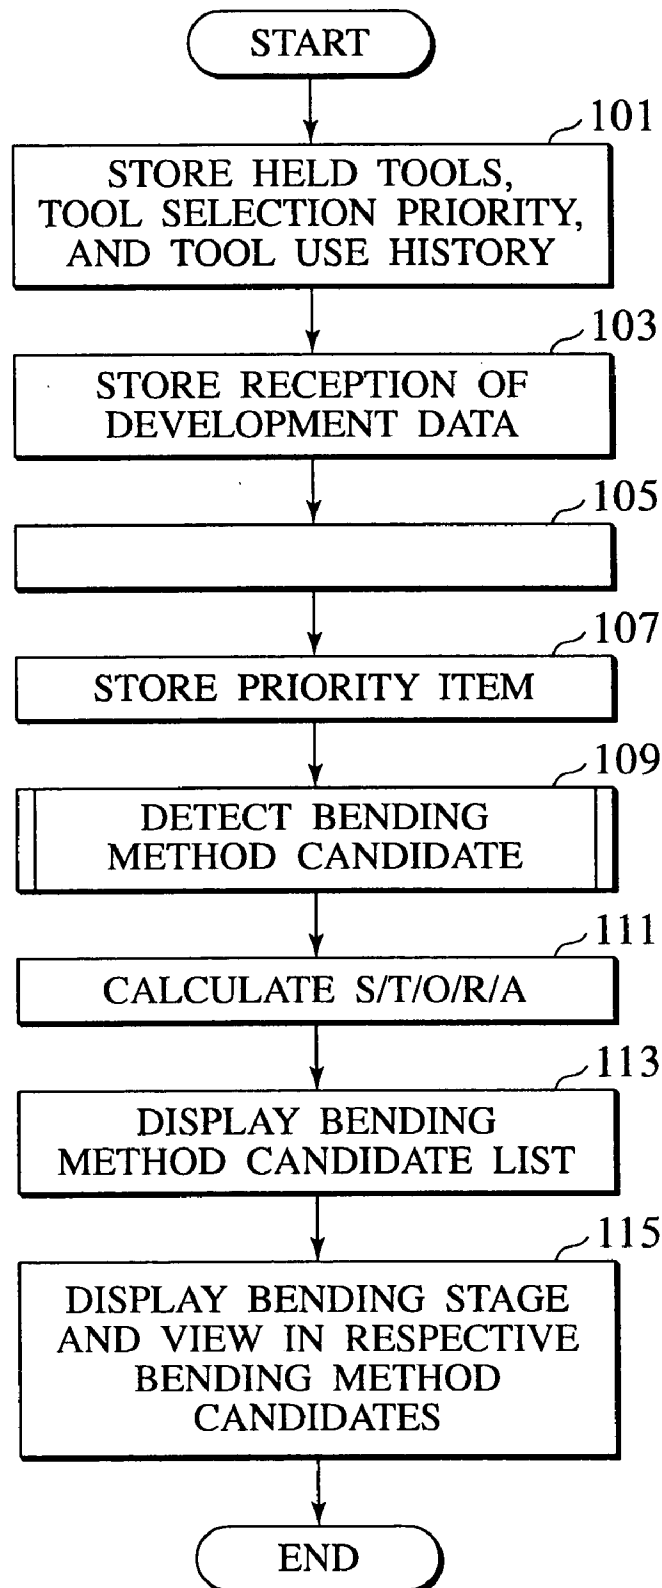 START
101
STORE HELD TOOLS,
TOOL SELECTION PRIORITY,
AND TOOL USE HISTORY
103
STORE RECEPTION OF
DEVELOPMENT DATA
105
107
STORE PRIORITY ITEM
109
DETECT BENDING
METHOD CANDIDATE
111
CALCULATE S/T/O/R/A
113
DISPLAY BENDING
METHOD CANDIDATE LIST
115
DISPLAY BENDING STAGE
AND VIEW IN RESPECTIVE
BENDING METHOD
CANDIDATES
END